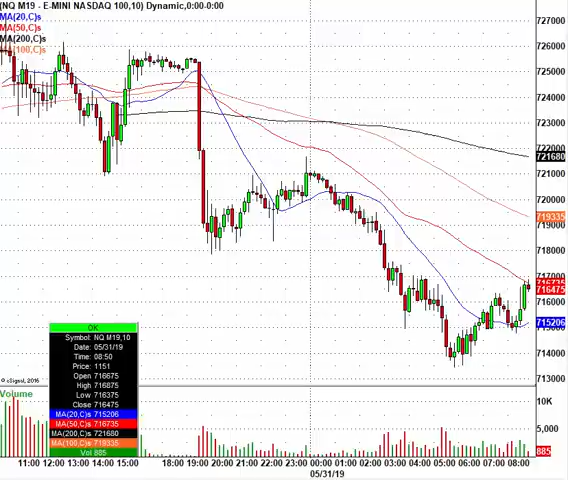 (NQ M19 - E-MINI NASDAQ 100,10) Dynamic,0:00-0:00
MA(20,C)s
MA(50,C)s
MA(200,C)s
MA(100,C)s
727000
726000
725000
724000
723000
722000
721680
721000
720000
719335
719000
718000
717000
716735
716475
716000
715206
715000
714000
713000
OK
Symbol: NQ M19,10
Date: 05/31/19
Time: 08:50
Price: 1151
Open 716675
High 716875
Low 716375
Close 716475
MA(20,C)s 715206
MA(50,C)s 716735
MA(200,C)s 721680
MA(100,C)s 719335
Vol 885
© eSignal, 2016
Volume
10K
5,000
885
11:00 12:00 13:00 14:00 15:00 18:00 19:00 20:00 21:00 22:00 23:00 00:00 01:00 02:00 03:00 04:00 05:00 06:00 07:00 08:00
05/31/19